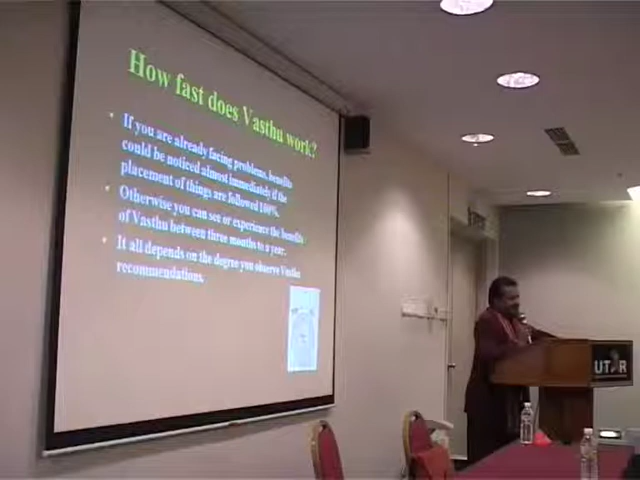 How fast does Vasthu work?
• If you are already facing problems, benefits
could be noticed almost immediately if the
placement of things are followed 100%.
• Otherwise you can see or experience the benefits
of Vasthu between three months to a year.
• It all depends on the degree you observe Vasthu
recommendations.
UTAR